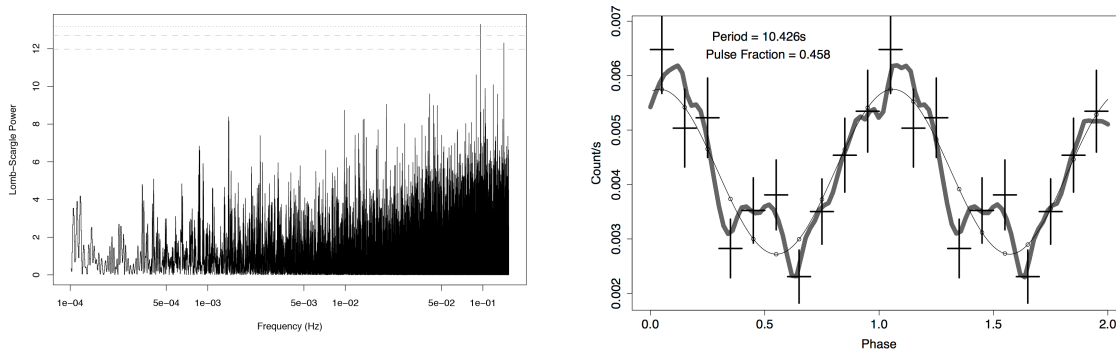 Lomb−Scargle Power
0
2
4
6
8
10
12
1e−04
5e−04
1e−03
5e−03
1e−02
5e−02
1e−01
Frequency (Hz)
Period = 10.426s
Pulse Fraction = 0.458
Count/s
0.002
0.003
0.004
0.005
0.006
0.007
0.0
0.5
1.0
1.5
2.0
Phase